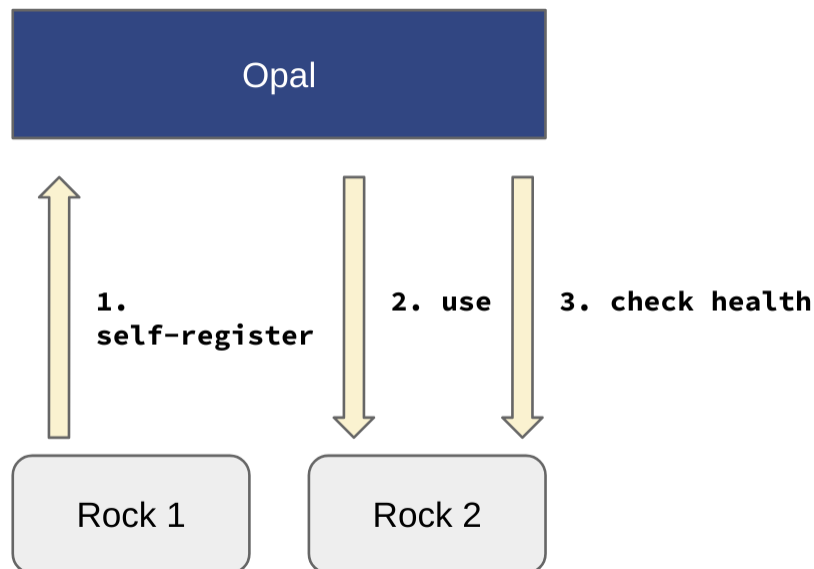 Opal
1.
self-register
2. use
3. check health
Rock 1
Rock 2